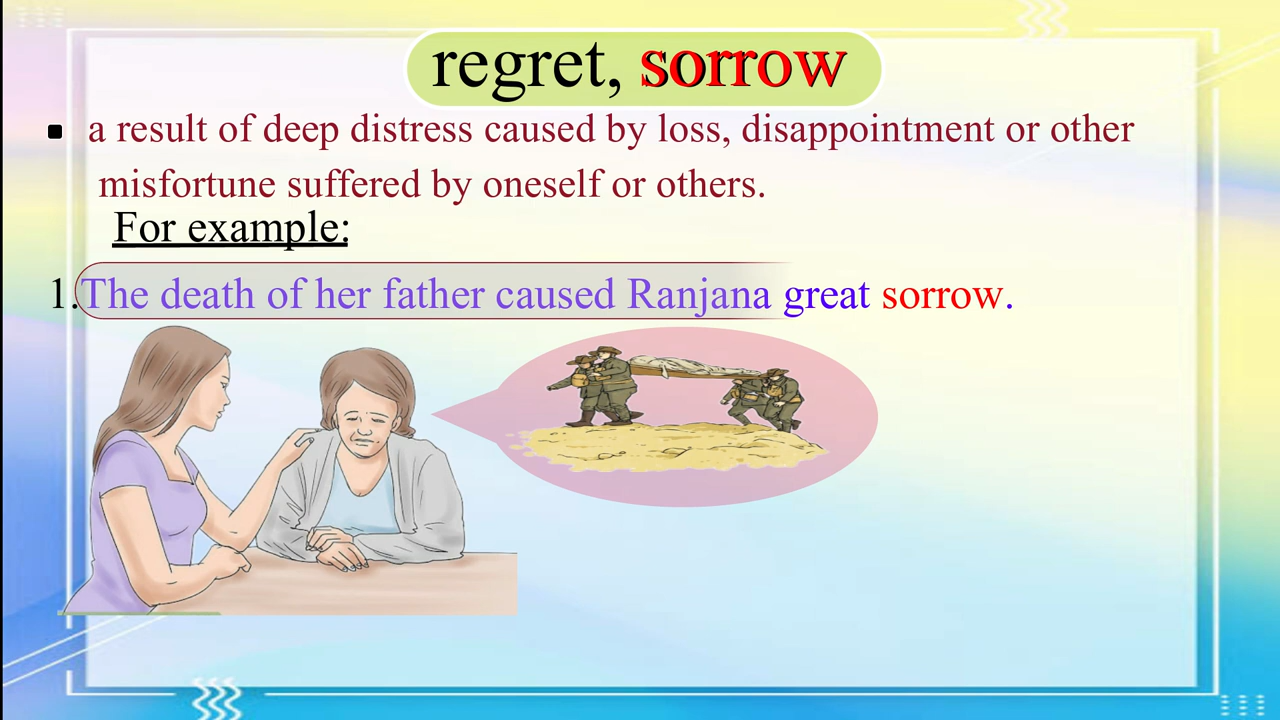 regret, sorrow
a result of deep distress caused by loss, disappointment or other
misfortune suffered by oneself or others.
For example:
1.The death of her father caused Ranjana great sorrow.